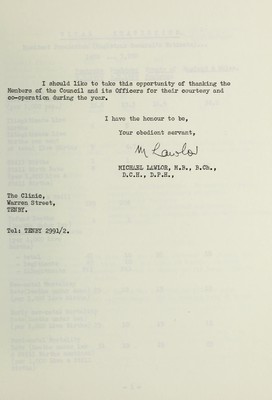 I should like to take this opportunity of thanking the
Members of the Council and its Officers for their courtesy and
co-operation during the year.
I have the honour to be,
Your obedient servant,
M Lawlor
MICHAEL LAWLOR, M.B., B.Ch.,
D.C.H., D.P.H.,
The Clinic,
Warren Street,
TENBY.
Tel: TENBY 2991/2.